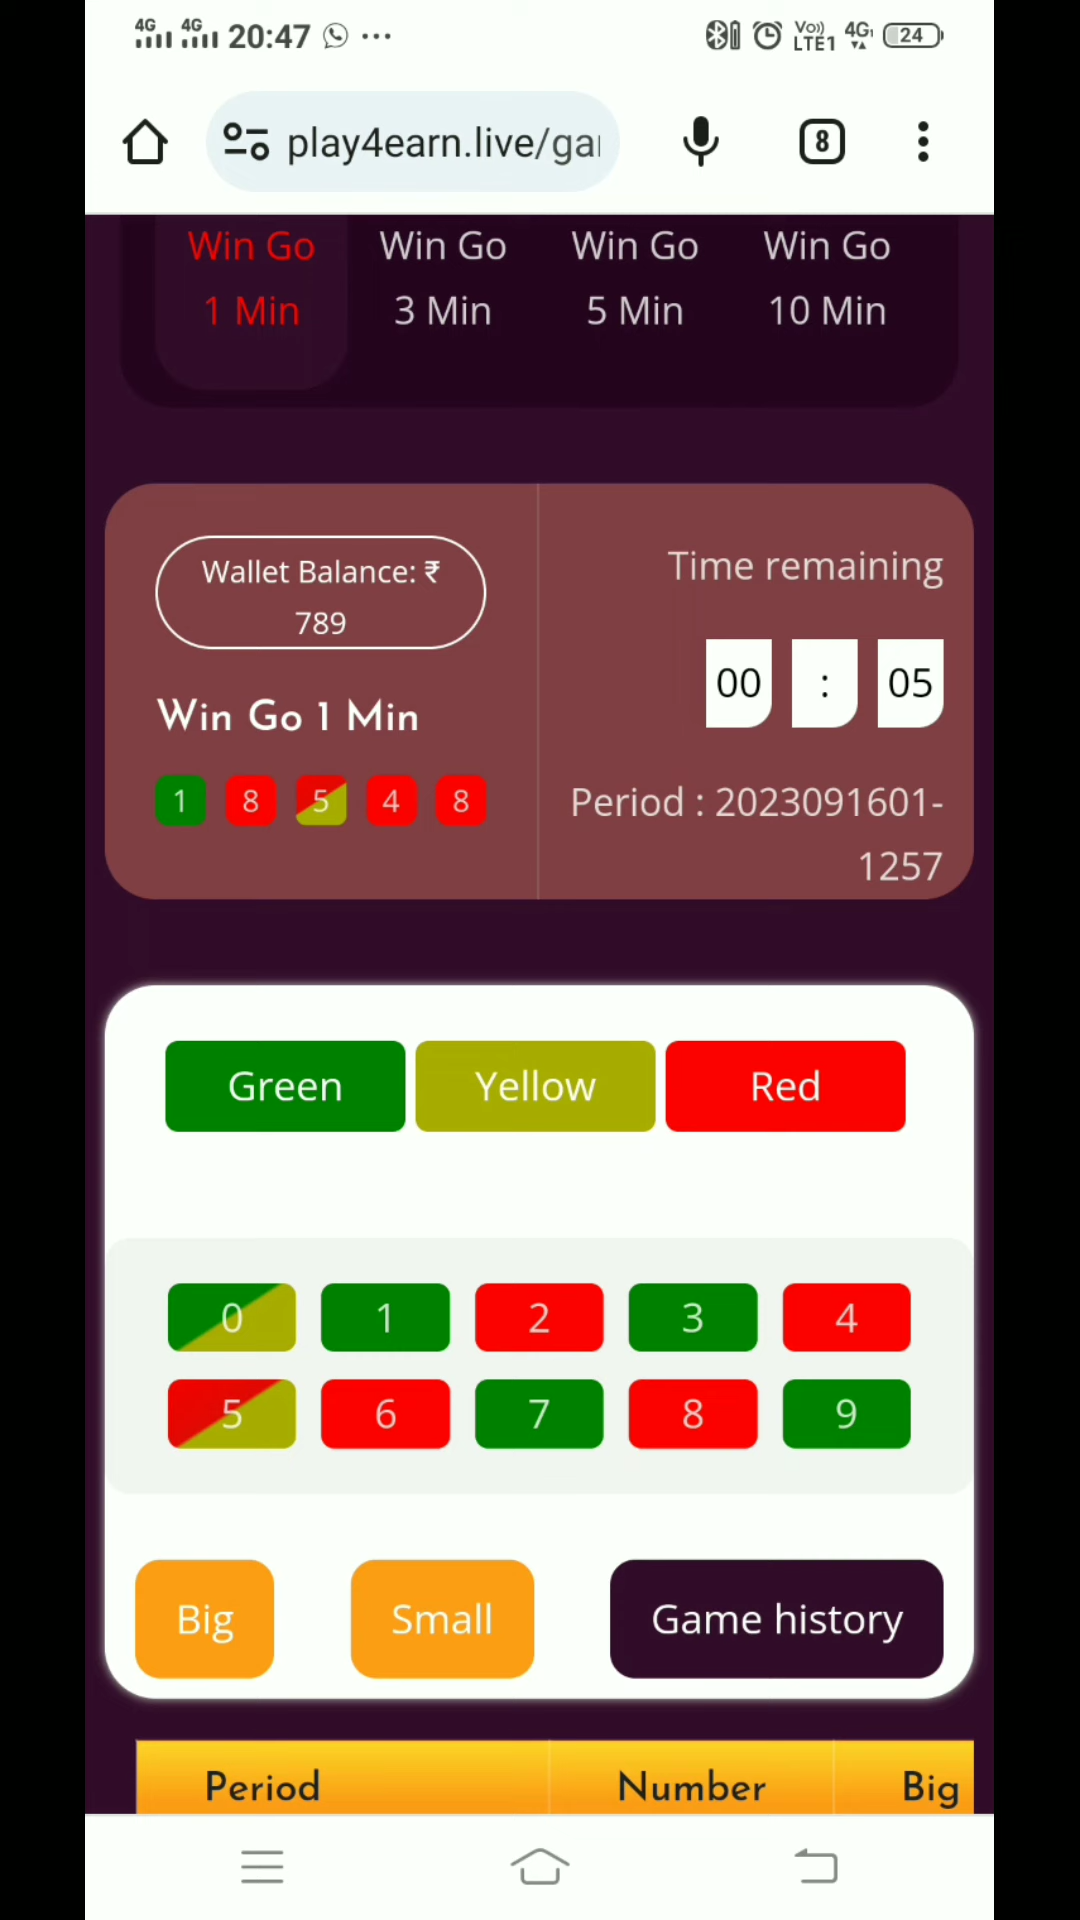 4G 4G 20:47 ... Vo)) LTE1 4G 24
play4earn.live/gai
8
Win Go Win Go Win Go Win Go
1 Min 3 Min 5 Min 10 Min
Wallet Balance: ₹
789
Time remaining
00 : 05
Win Go 1 Min
1 8 5 4 8
Period : 2023091601-
1257
Green Yellow Red
0 1 2 3 4
5 6 7 8 9
Big Small Game history
Period Number Big